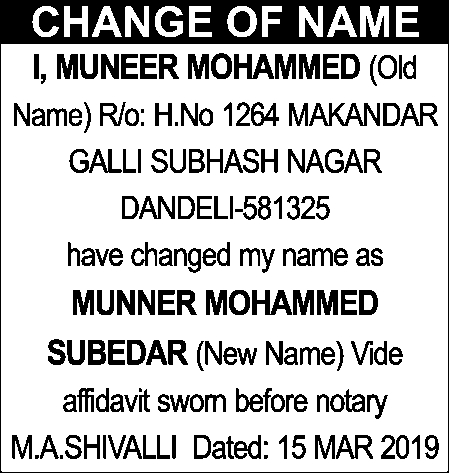 CHANGE OF NAME
I, MUNEER MOHAMMED (Old
Name) R/o: H.No 1264 MAKANDAR
GALLI SUBHASH NAGAR
DANDELI-581325
have changed my name as
MUNNER MOHAMMED
SUBEDAR (New Name) Vide
affidavit sworn before notary
M.A.SHIVALLI Dated: 15 MAR 2019